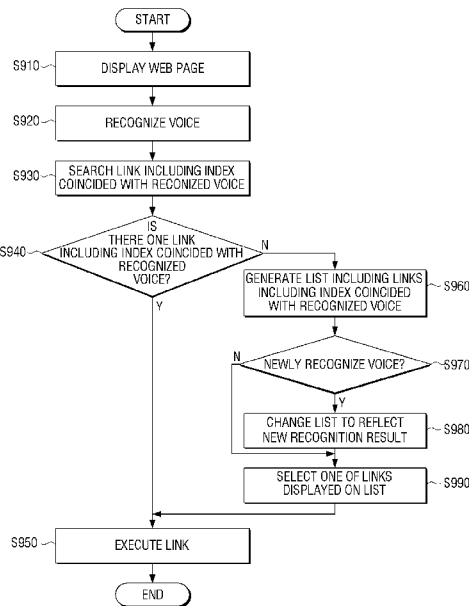 START
S910
DISPLAY WEB PAGE
S920
RECOGNIZE VOICE
S930
SEARCH LINK INCLUDING INDEX
COINCIDED WITH RECONIZED VOICE
S940
IS
THERE ONE LINK
INCLUDING INDEX COINCIDED WITH
RECOGNIZED
VOICE?
N
Y
GENERATE LIST INCLUDING LINKS
INCLUDING INDEX COINCIDED
WITH RECOGNIZED VOICE
S960
N
NEWLY RECOGNIZE VOICE?
S970
Y
CHANGE LIST TO REFLECT
NEW RECOGNITION RESULT
S980
SELECT ONE OF LINKS
DISPLAYED ON LIST
S990
S950
EXECUTE LINK
END